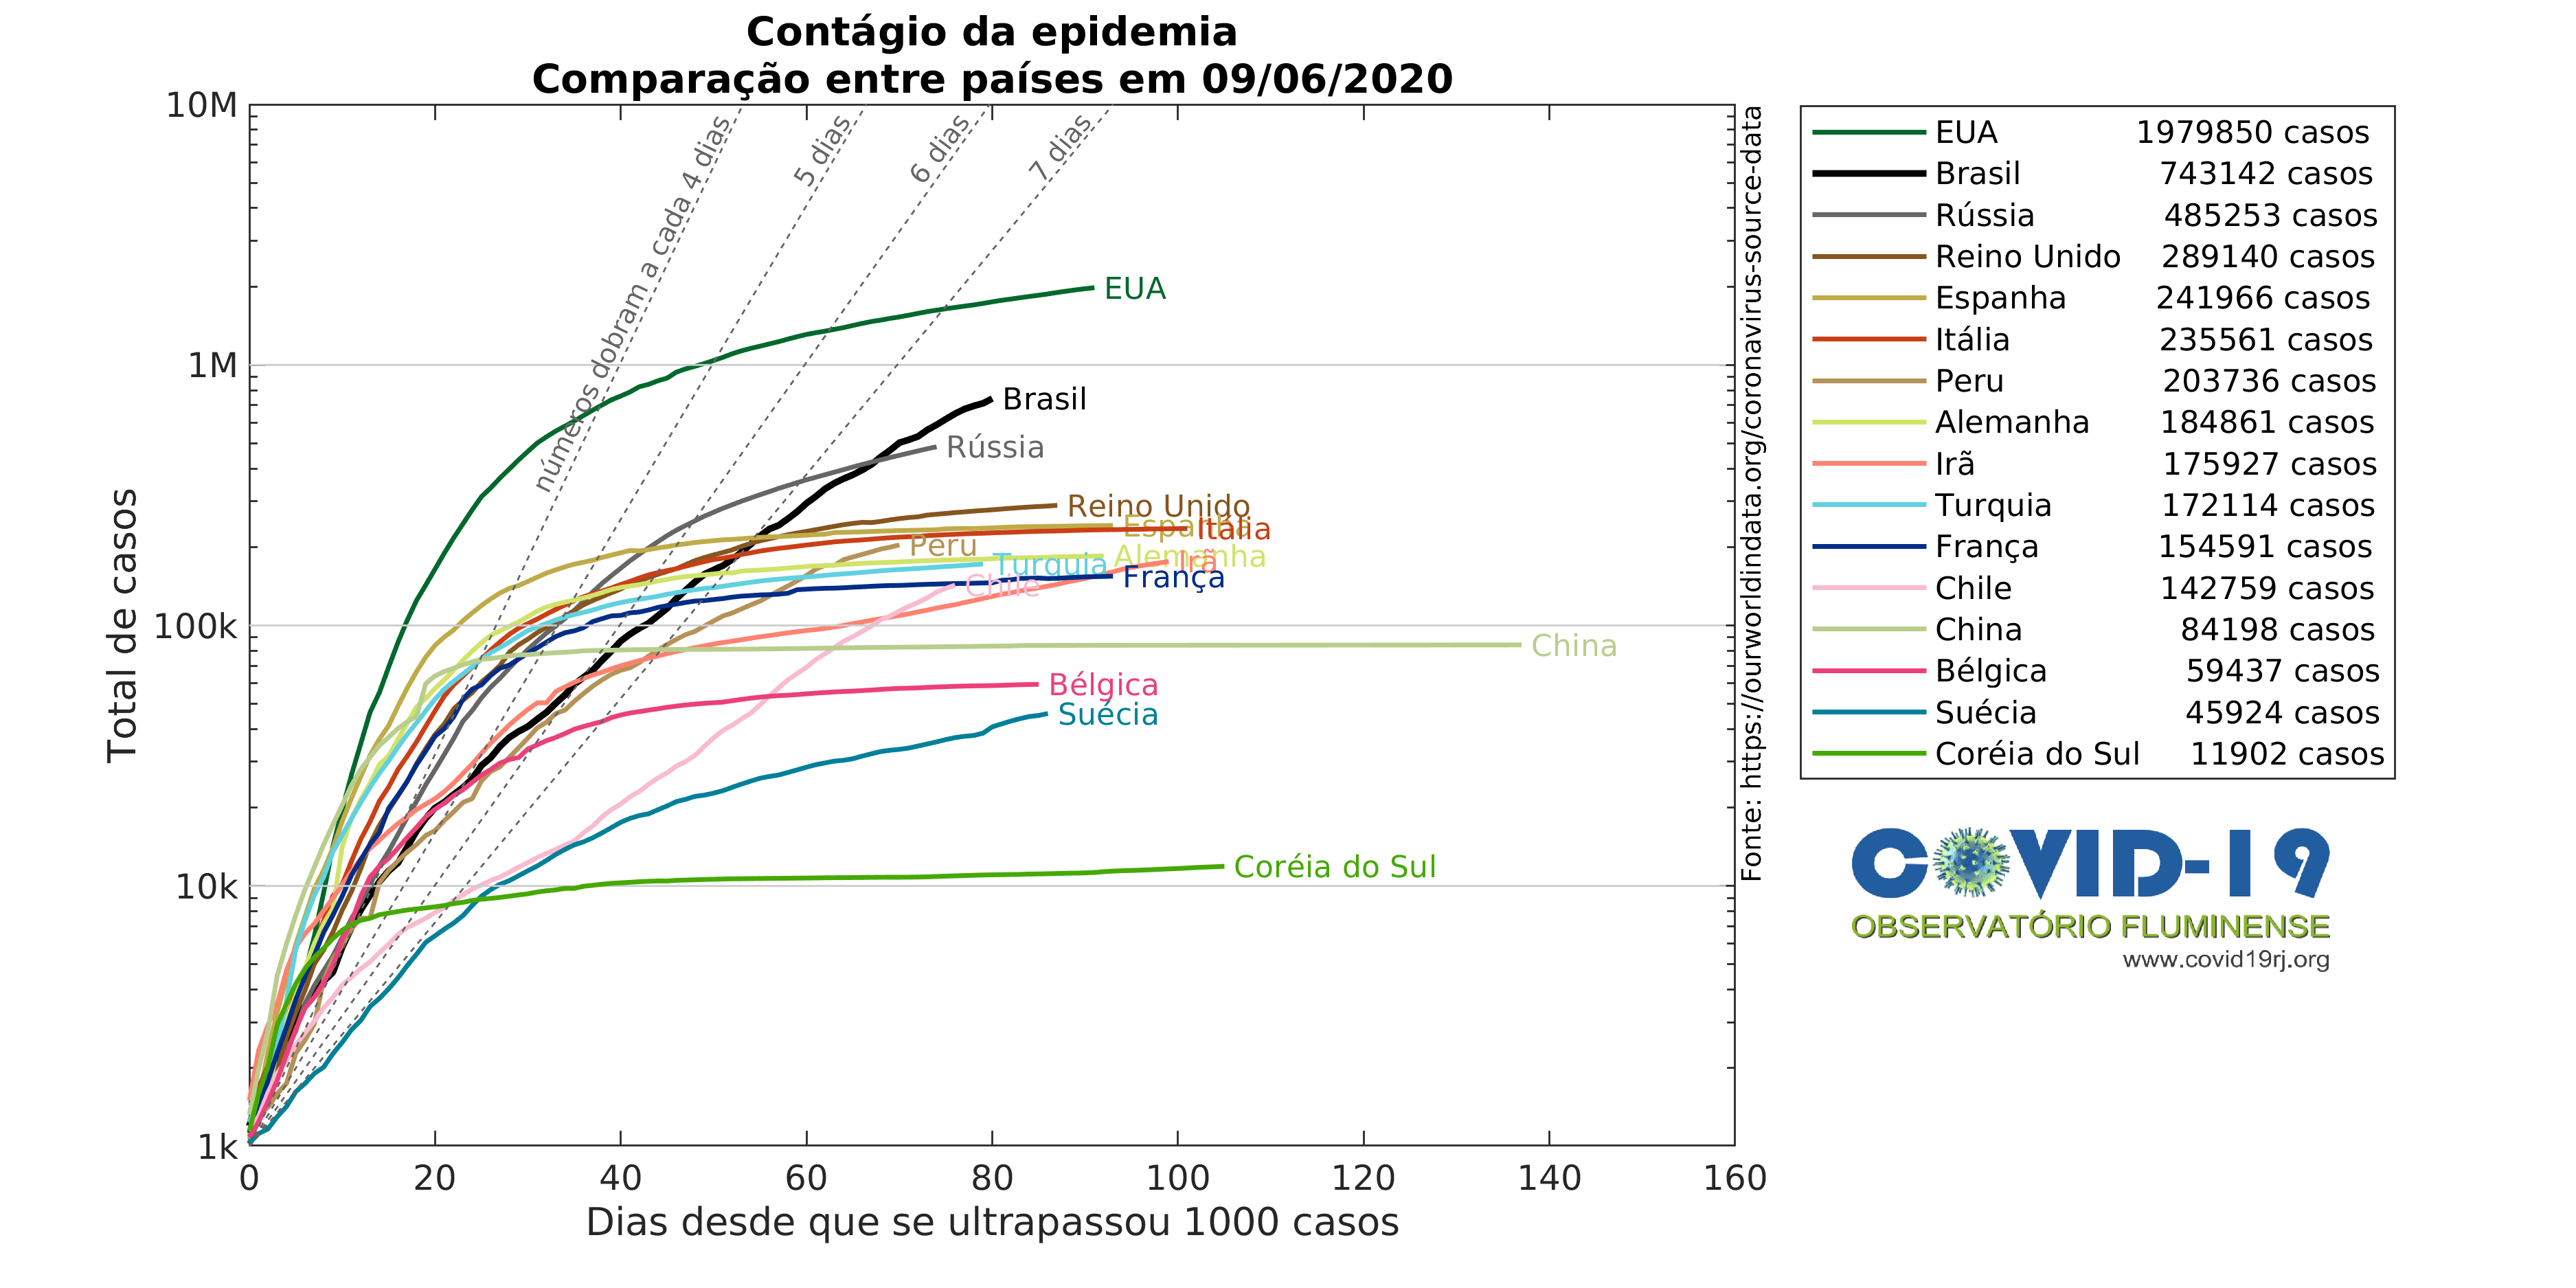 Contágio da epidemia
Comparação entre países em 09/06/2020
10M
1M
100k
10k
1k
Total de casos
0 20 40 60 80 100 120 140 160
Dias desde que se ultrapassou 1000 casos
números dobram a cada 4 dias
5 dias
6 dias
7 dias
EUA
Brasil
Rússia
Reino Unido
Espanha
Itália
Peru
Alemanha
Turquia
Irã
França
Chile
China
Bélgica
Suécia
Coréia do Sul
Fonte: https://ourworldindata.org/coronavirus-source-data
EUA 1979850 casos
Brasil 743142 casos
Rússia 485253 casos
Reino Unido 289140 casos
Espanha 241966 casos
Itália 235561 casos
Peru 203736 casos
Alemanha 184861 casos
Irã 175927 casos
Turquia 172114 casos
França 154591 casos
Chile 142759 casos
China 84198 casos
Bélgica 59437 casos
Suécia 45924 casos
Coréia do Sul 11902 casos
COVID-19
OBSERVATÓRIO FLUMINENSE
www.covid19rj.org